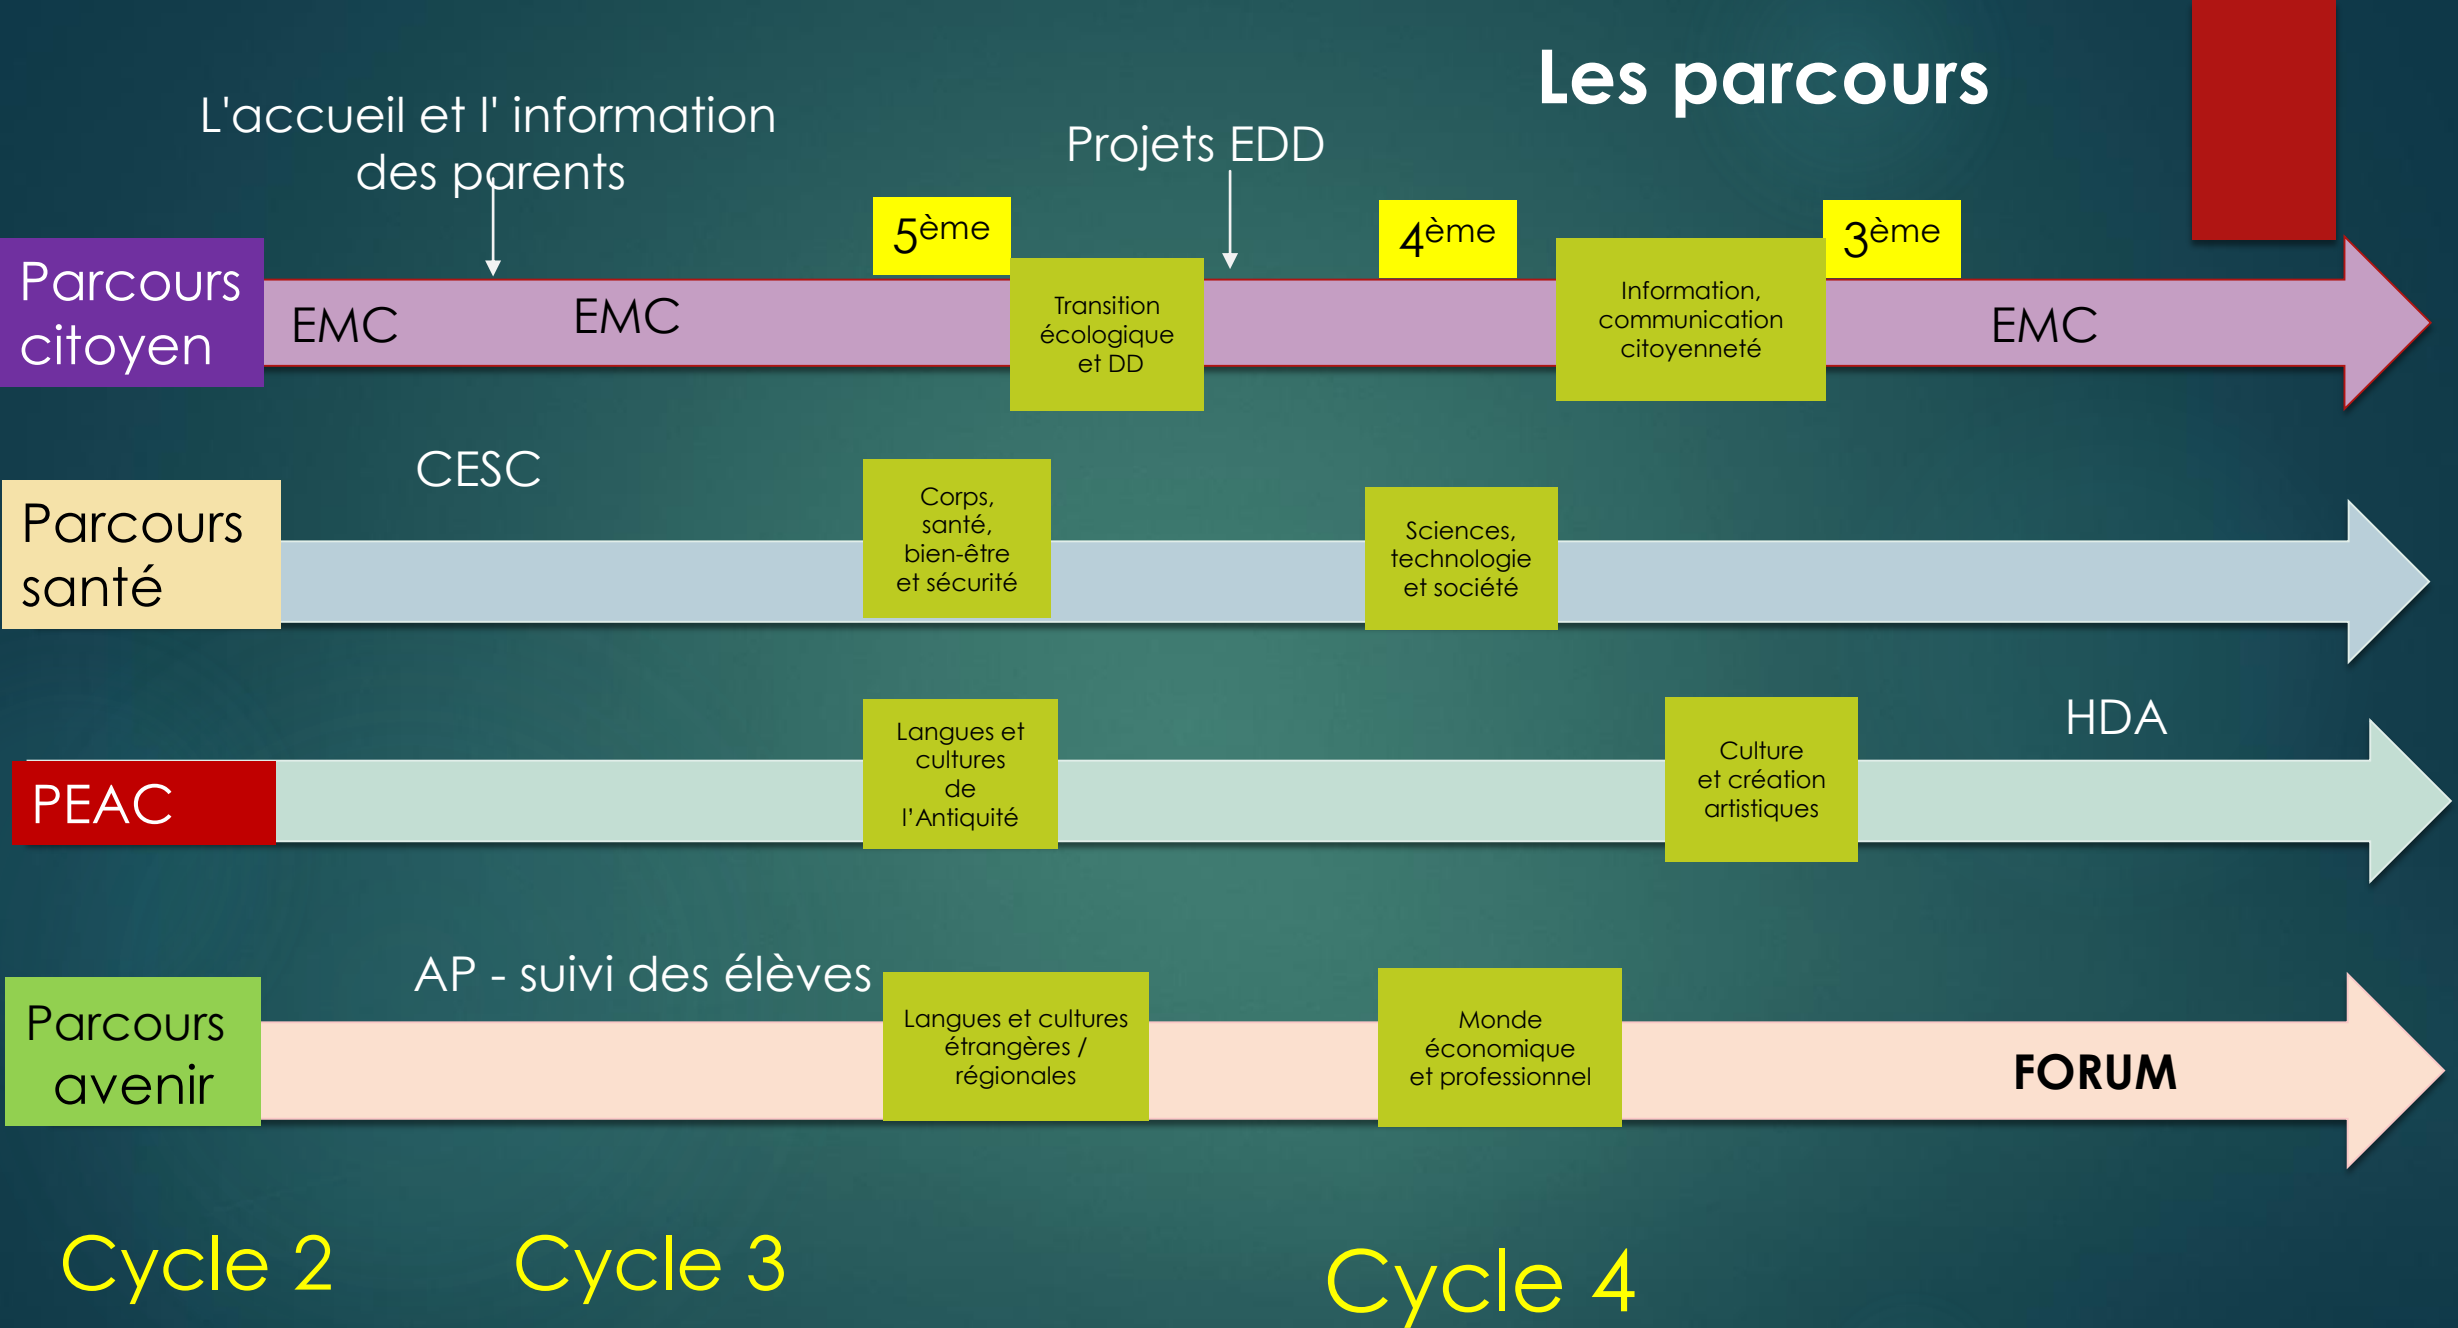 Les parcours
L'accueil et l' information
des parents
Projets EDD
5ème
4ème
3ème
Parcours
citoyen
EMC
EMC
Transition
écologique
et DD
Information,
communication
citoyenneté
EMC
CESC
Parcours
santé
Corps,
santé,
bien-être
et sécurité
Sciences,
technologie
et société
HDA
PEAC
Langues et
cultures
de
l'Antiquité
Culture
et création
artistiques
AP - suivi des élèves
Parcours
avenir
Langues et cultures
étrangères /
régionales
Monde
économique
et professionnel
FORUM
Cycle 2
Cycle 3
Cycle 4